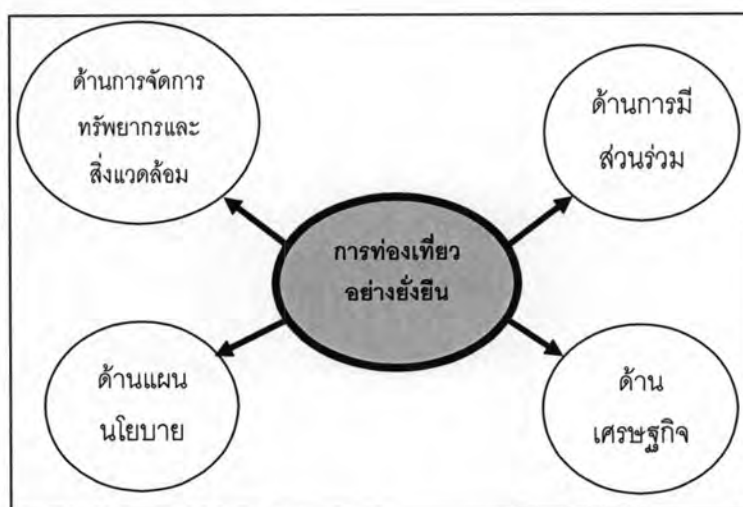 ด้านการจัดการ
ทรัพยากรและ
สิ่งแวดล้อม
ด้านการมี
ส่วนร่วม
การท่องเที่ยว
อย่างยั่งยืน
ด้านแผน
นโยบาย
ด้าน
เศรษฐกิจ